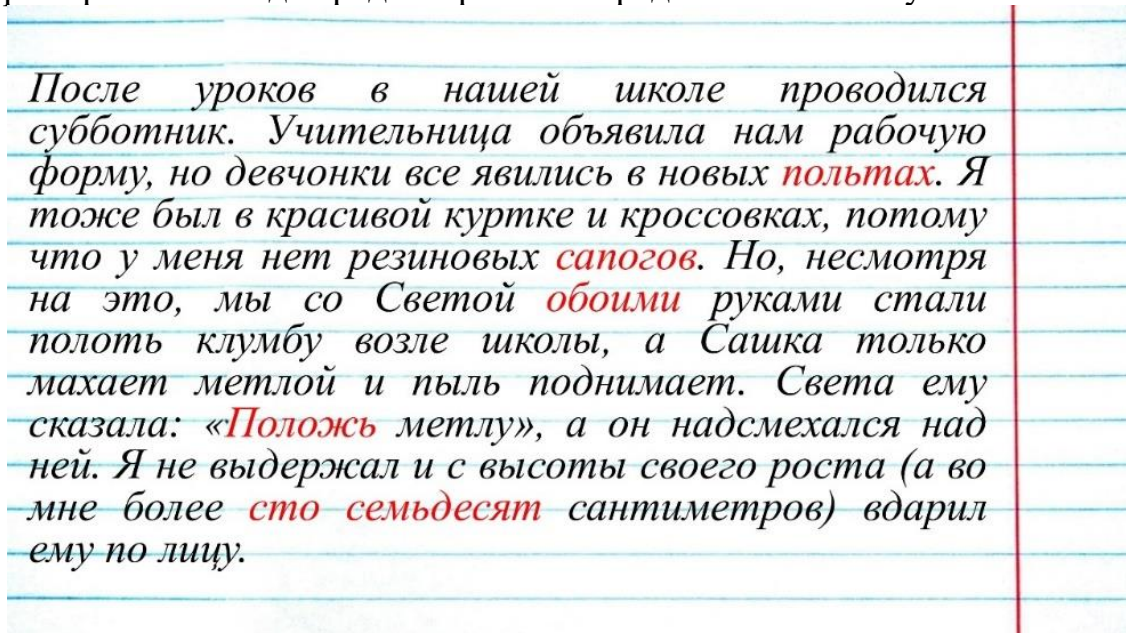 После уроков в нашей школе проводился
субботник. Учительница объявила нам рабочую
форму, но девчонки все явились в новых польтах. Я
тоже был в красивой куртке и кроссовках, потому
что у меня нет резиновых сапогов. Но, несмотря
на это, мы со Светой обоими руками стали
полоть клумбу возле школы, а Сашка только
махает метлой и пыль поднимает. Света ему
сказала: «Положь метлу», а он надсмехался над
ней. Я не выдержал и с высоты своего роста (а во
мне более сто семьдесят сантиметров) вдарил
ему по лицу.